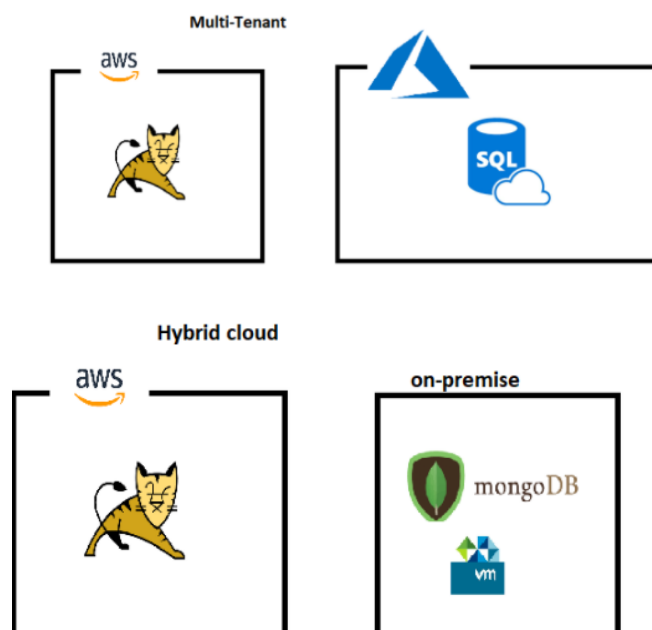 Multi-Tenant
aws
SQL
Hybrid cloud
aws
on-premise
mongoDB
vm